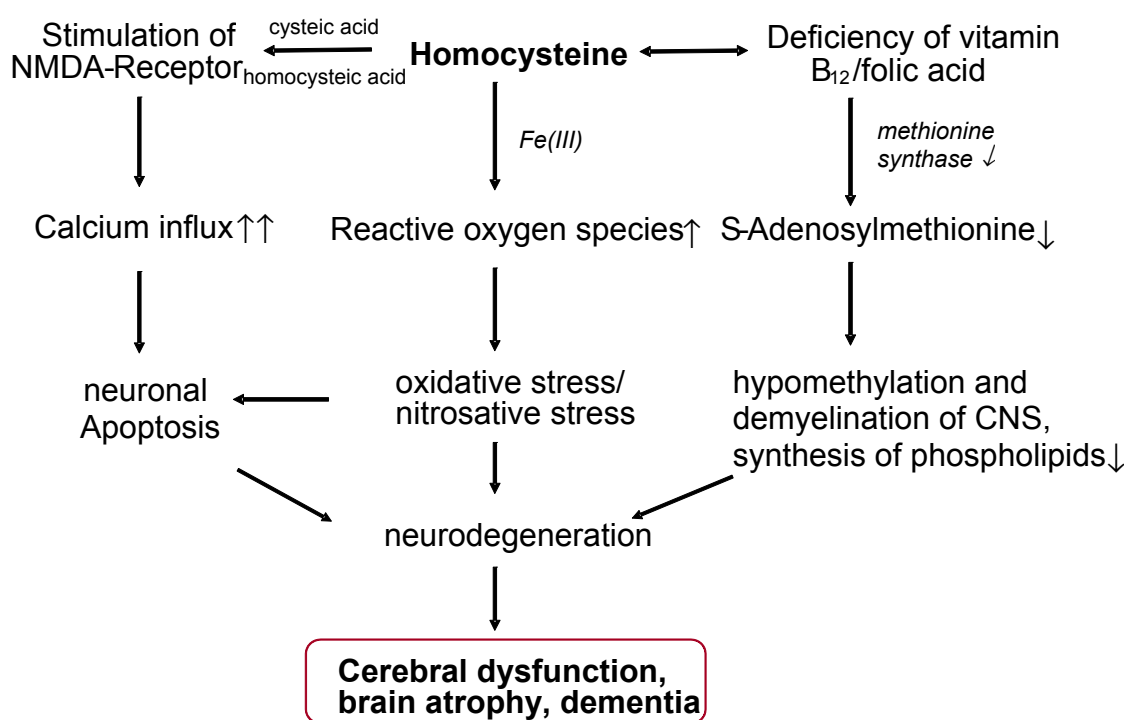 Stimulation of
NMDA-Receptor
cysteic acid
homocysteic acid
Homocysteine
Deficiency of vitamin
B₁₂/folic acid
Fe(III)
methionine
synthase ↓
Calcium influx↑↑
Reactive oxygen species↑
S-Adenosylmethionine↓
neuronal
Apoptosis
oxidative stress/
nitrosative stress
hypomethylation and
demyelination of CNS,
synthesis of phospholipids↓
neurodegeneration
Cerebral dysfunction,
brain atrophy, dementia